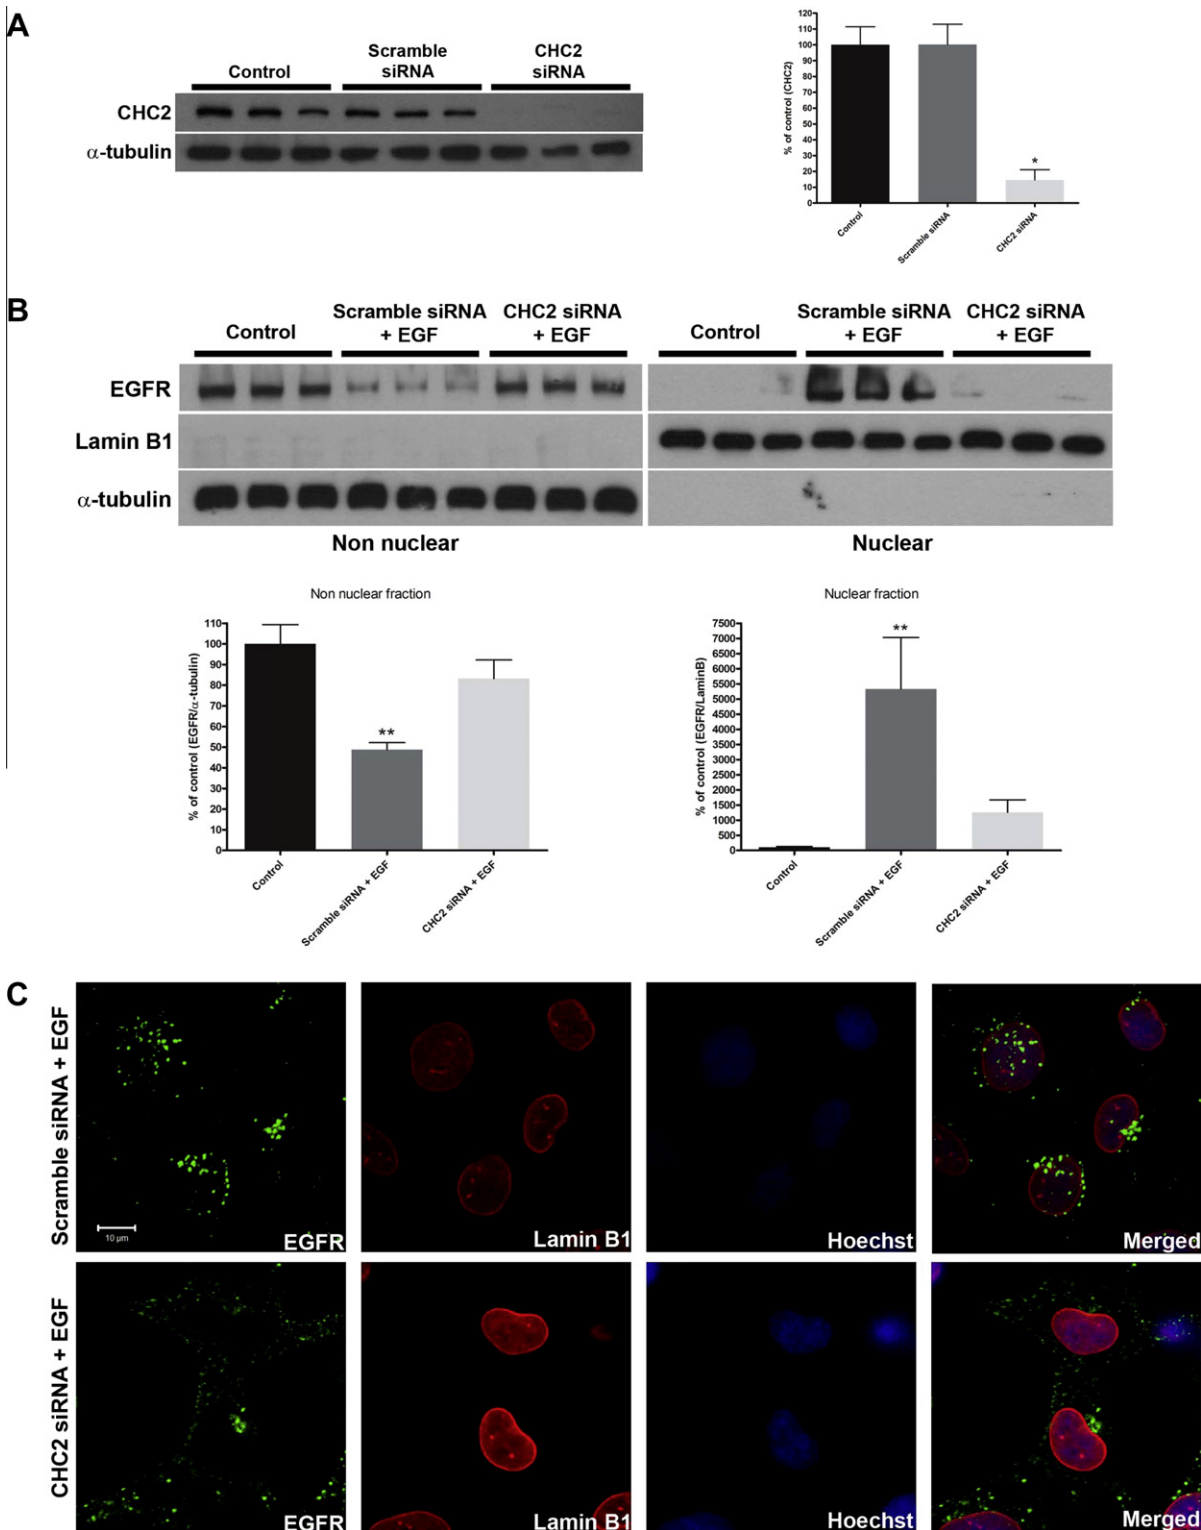 A
Control
Scramble
siRNA
CHC2
siRNA
CHC2
α-tubulin
% of control (CHC2)
120
110
100
90
80
70
60
50
40
30
20
10
0
*
Control
Scramble siRNA
CHC2 siRNA
B
Control
Scramble siRNA
+ EGF
CHC2 siRNA
+ EGF
Control
Scramble siRNA
+ EGF
CHC2 siRNA
+ EGF
EGFR
Lamin B1
α-tubulin
Non nuclear
Nuclear
Non nuclear fraction
% of control (EGFR/α-tubulin)
110
100
90
80
70
60
50
40
30
20
10
0
**
Control
Scramble siRNA + EGF
CHC2 siRNA + EGF
Nuclear fraction
% of control (EGFR/LaminB)
7500
7000
6500
6000
5500
5000
4500
4000
3500
3000
2500
2000
1500
1000
500
0
**
Control
Scramble siRNA + EGF
CHC2 siRNA + EGF
C
Scramble siRNA + EGF
10 µm
EGFR
Lamin B1
Hoechst
Merged
CHC2 siRNA + EGF
EGFR
Lamin B1
Hoechst
Merged